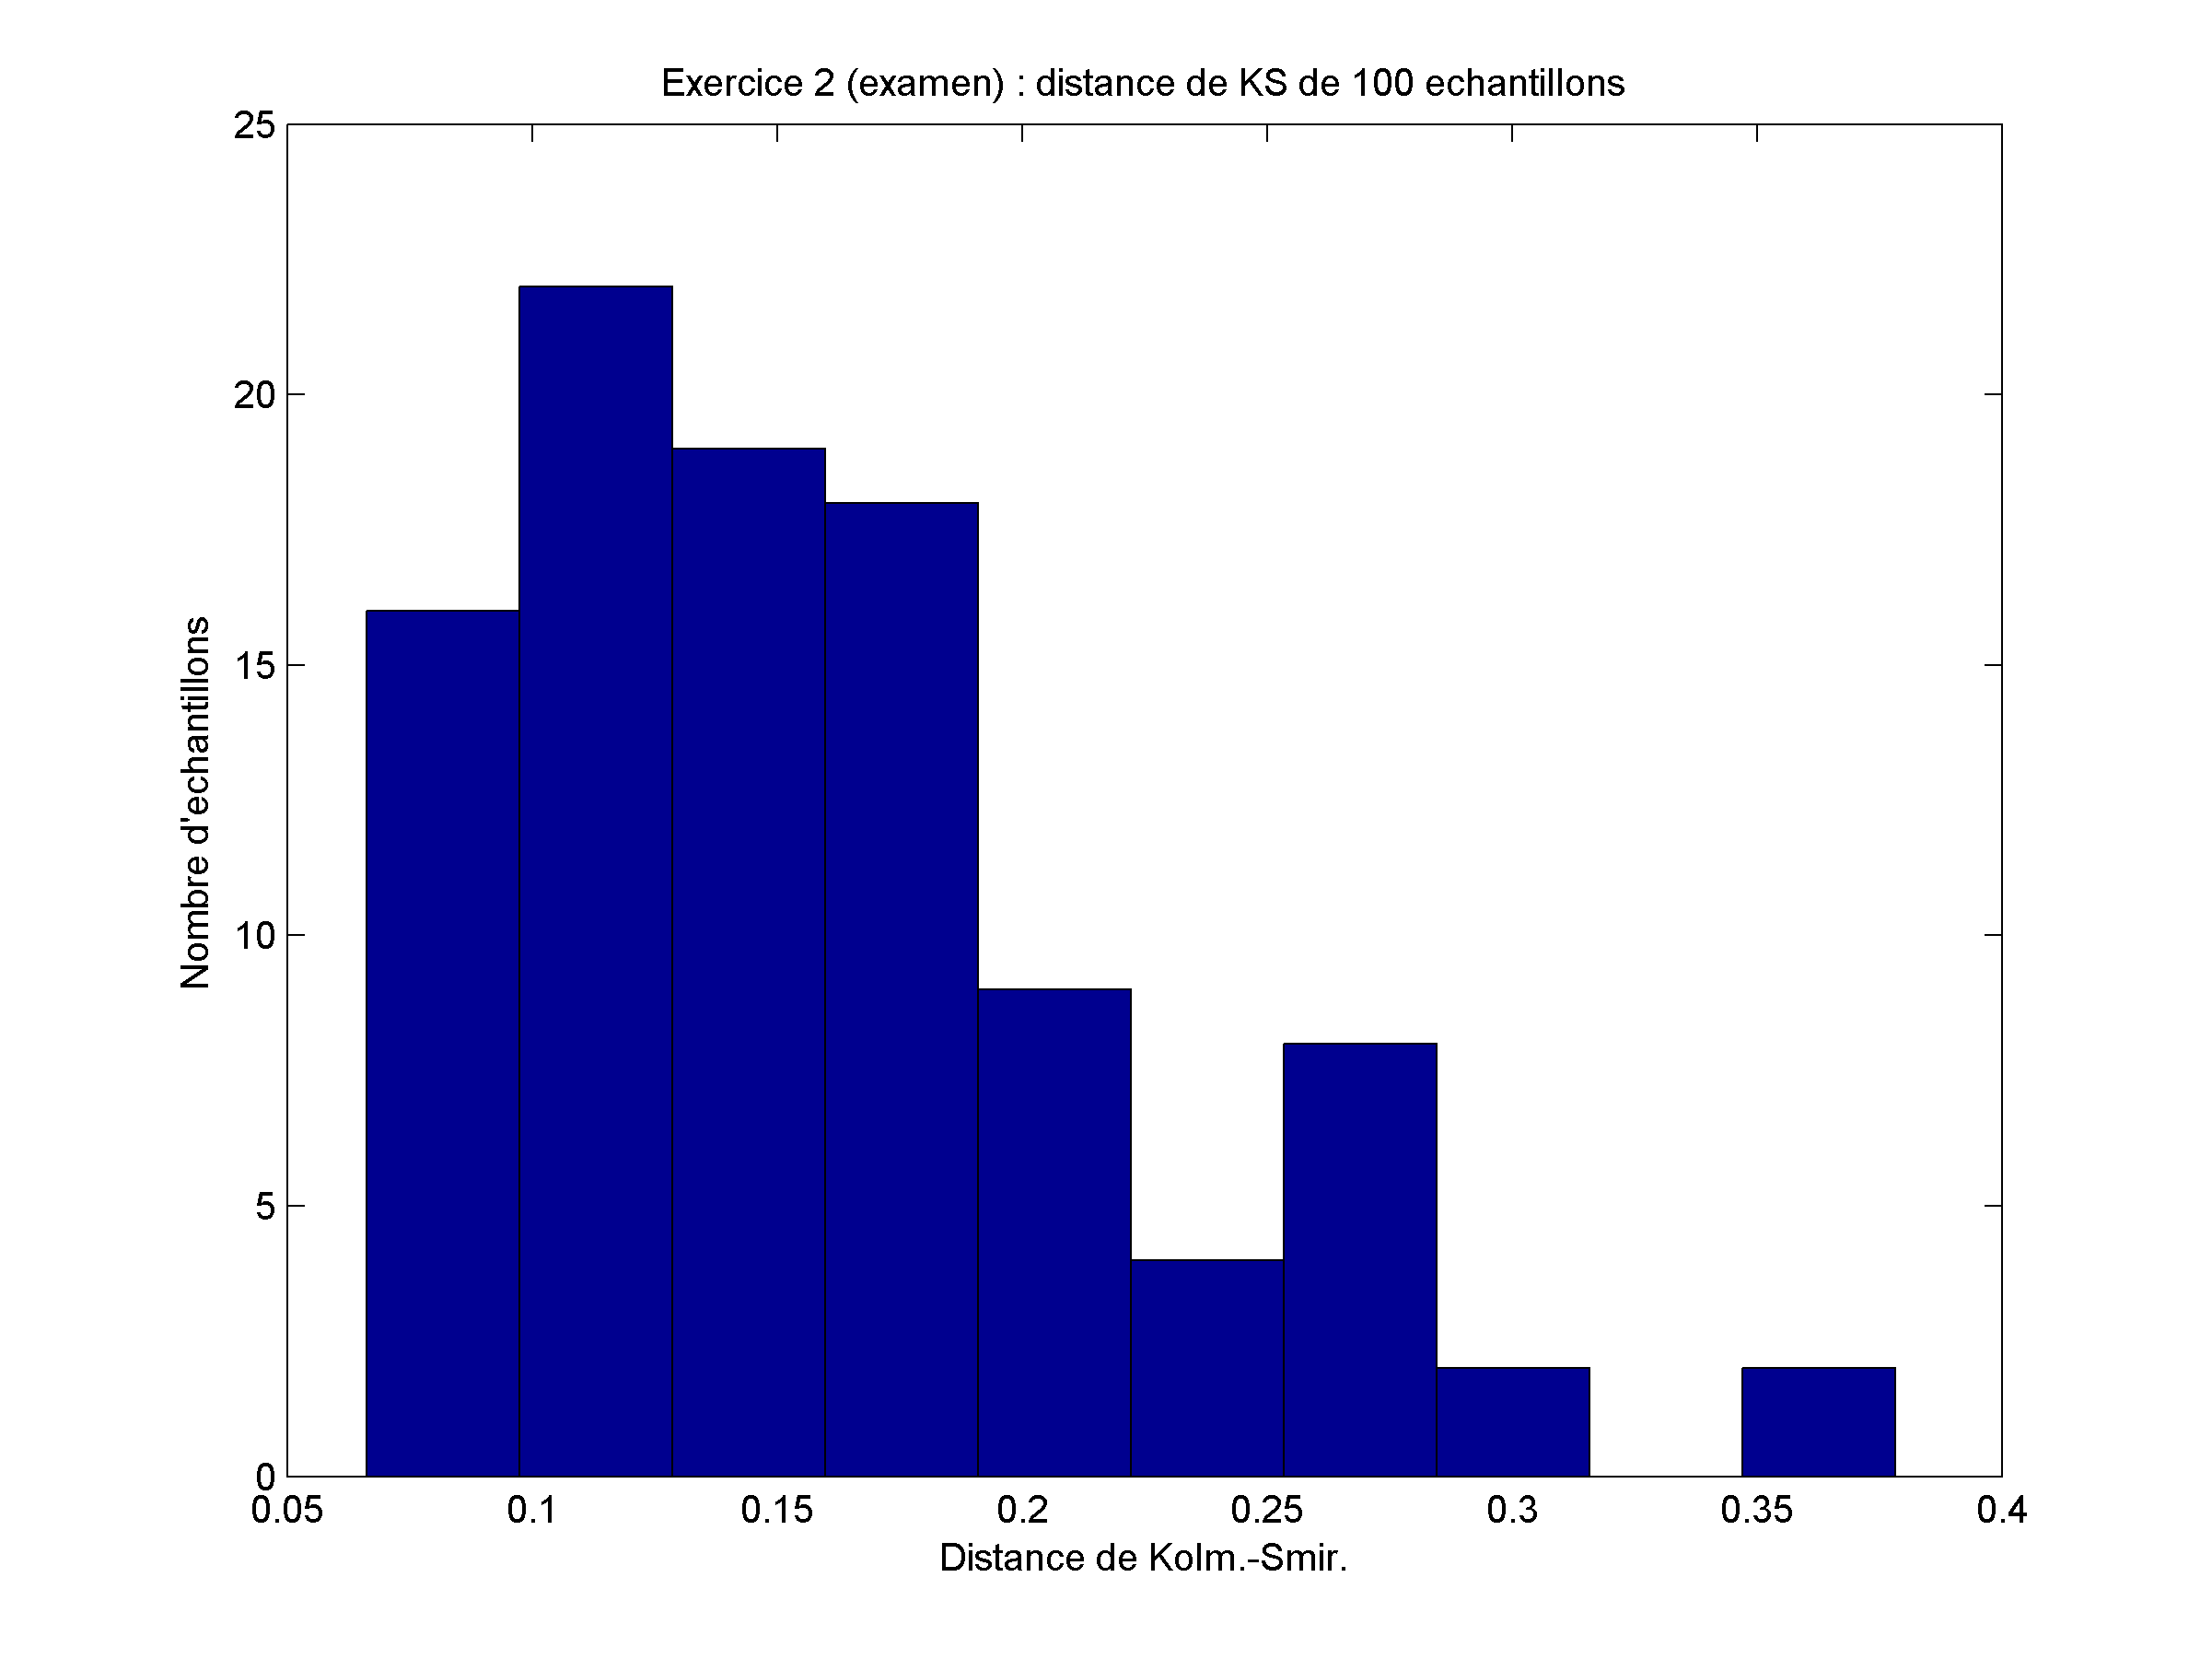 Exercice 2 (examen) : distance de KS de 100 echantillons
25
20
15
10
5
0
Nombre d'echantillons
0.05 0.1 0.15 0.2 0.25 0.3 0.35 0.4
Distance de Kolm.-Smir.